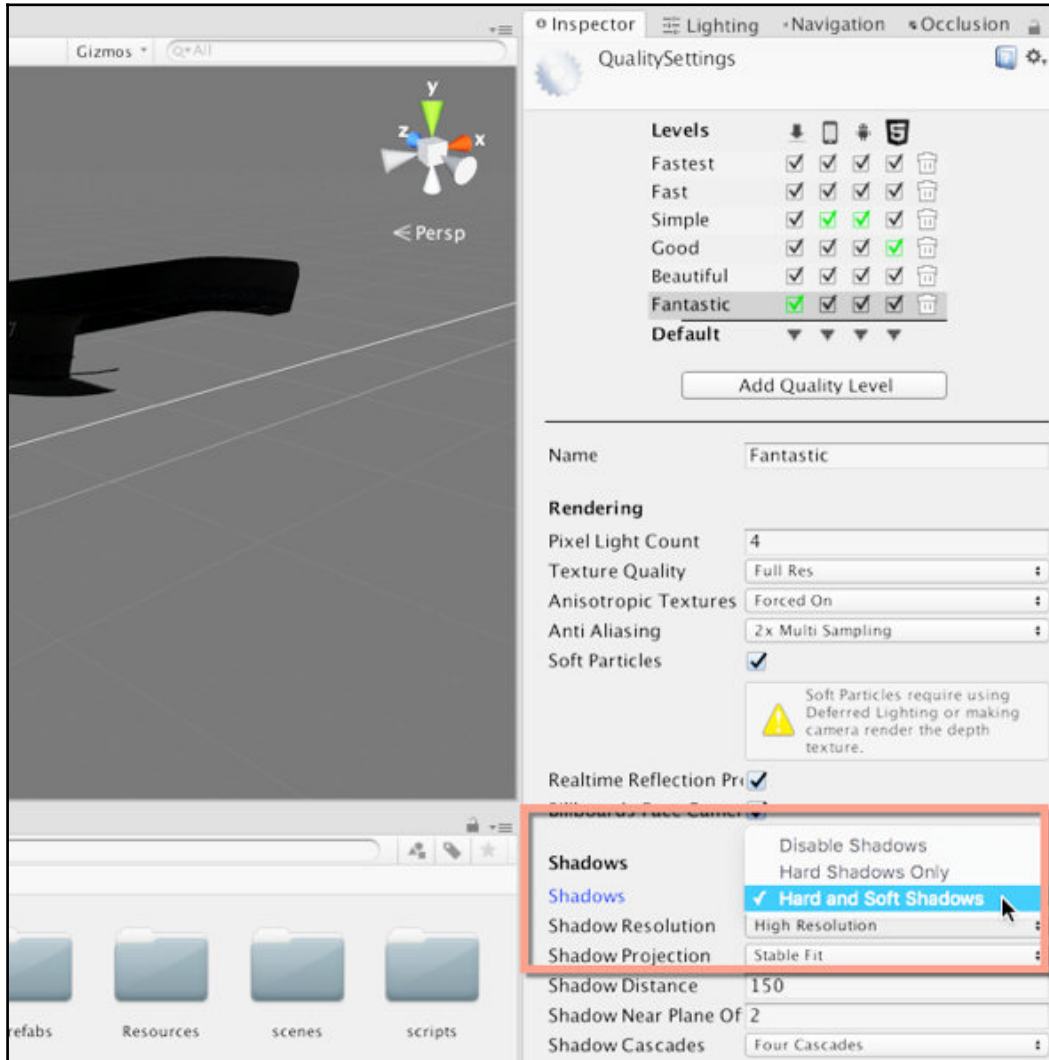 Inspector Lighting Navigation Occlusion
Gizmos All
QualitySettings
y
z x
Persp
Levels
Fastest
Fast
Simple
Good
Beautiful
Fantastic
Default
Add Quality Level
Name Fantastic
Rendering
Pixel Light Count 4
Texture Quality Full Res
Anisotropic Textures Forced On
Anti Aliasing 2x Multi Sampling
Soft Particles
Soft Particles require using
Deferred Lighting or making
camera render the depth
texture.
Realtime Reflection Pr
Billboards Face Camer
Disable Shadows
Shadows
Hard Shadows Only
Shadows ✓ Hard and Soft Shadows
Shadow Resolution High Resolution
Shadow Projection Stable Fit
Shadow Distance 150
Shadow Near Plane Of 2
Shadow Cascades Four Cascades
refabs Resources scenes scripts